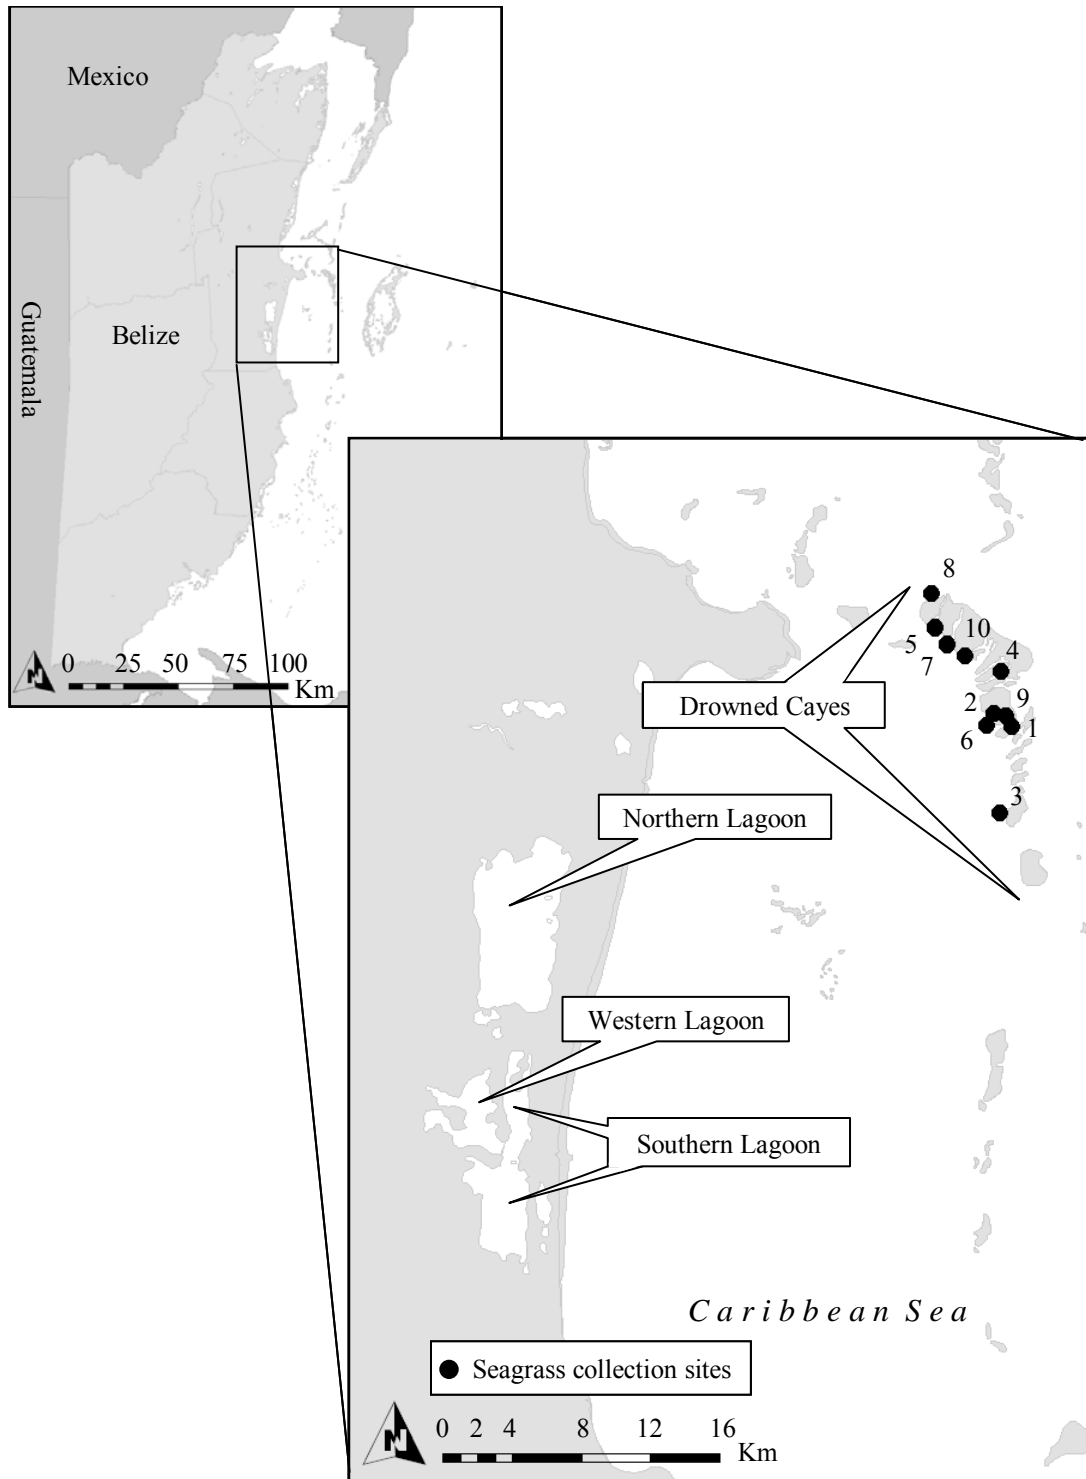 Mexico
Guatemala
Belize
N
0 25 50 75 100
Km
8
10
5
7
4
Drowned Cayes
2
9
6
1
3
Northern Lagoon
Western Lagoon
Southern Lagoon
Caribbean Sea
Seagrass collection sites
N
0 2 4 8 12 16
Km